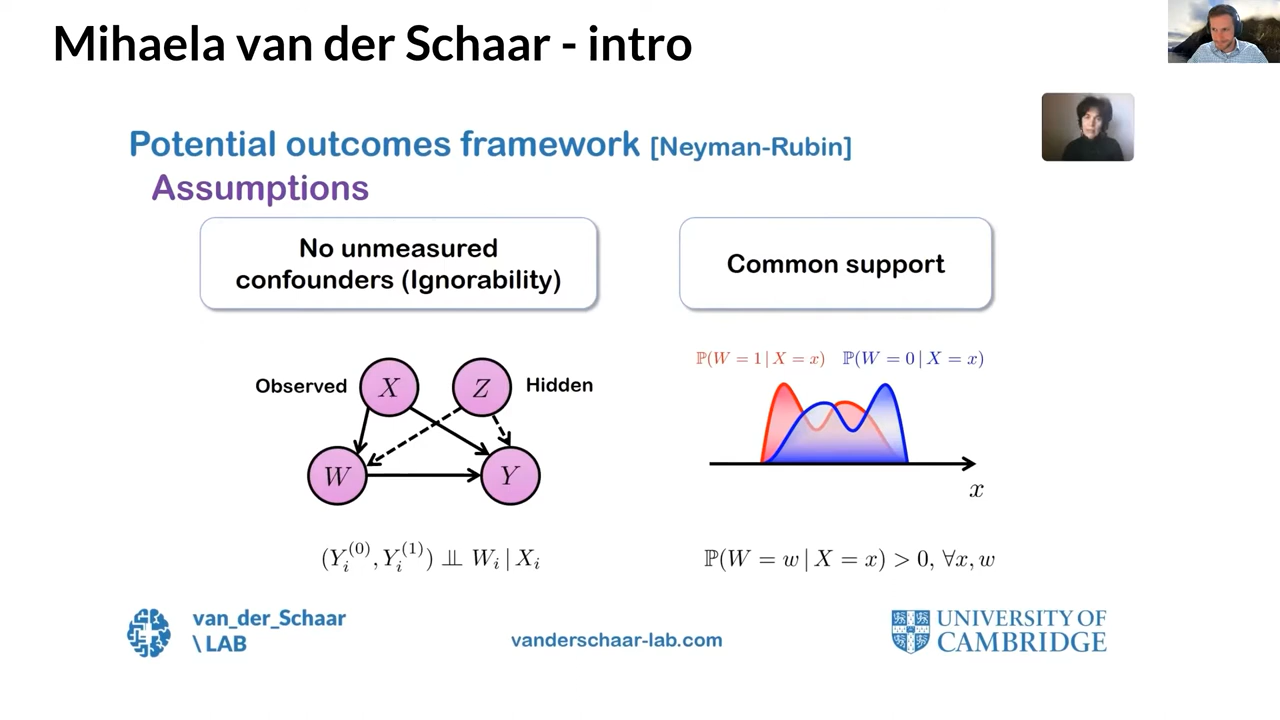 Mihaela van der Schaar - intro
Potential outcomes framework [Neyman-Rubin]
Assumptions
No unmeasured
confounders (Ignorability)
Common support
Observed
X
Z
Hidden
W
Y
ℙ(W = 1 | X = x)
ℙ(W = 0 | X = x)
x
(Y_i^{(0)}, Y_i^{(1)}) ⫫ W_i | X_i
ℙ(W = w | X = x) > 0, ∀x, w
van_der_Schaar
\ LAB
vanderschaar-lab.com
UNIVERSITY OF
CAMBRIDGE